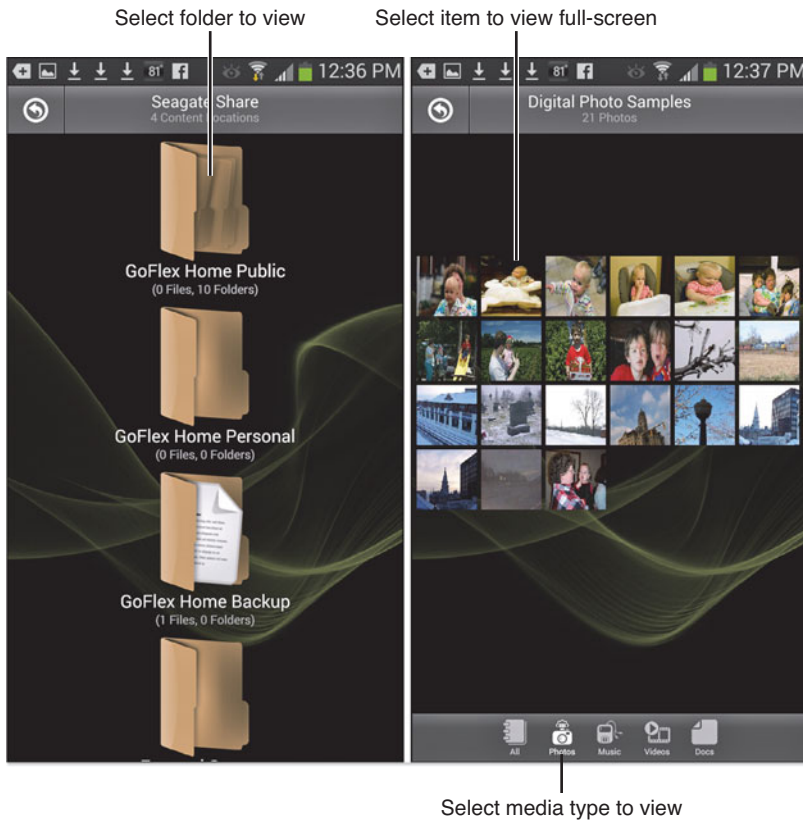 Select folder to view
Select item to view full-screen
81°
12:36 PM
81°
12:37 PM
Seagate Share
4 Content Locations
Digital Photo Samples
21 Photos
GoFlex Home Public
(0 Files, 10 Folders)
GoFlex Home Personal
(0 Files, 0 Folders)
GoFlex Home Backup
(1 Files, 0 Folders)
All
Photos
Music
Videos
Docs
Select media type to view